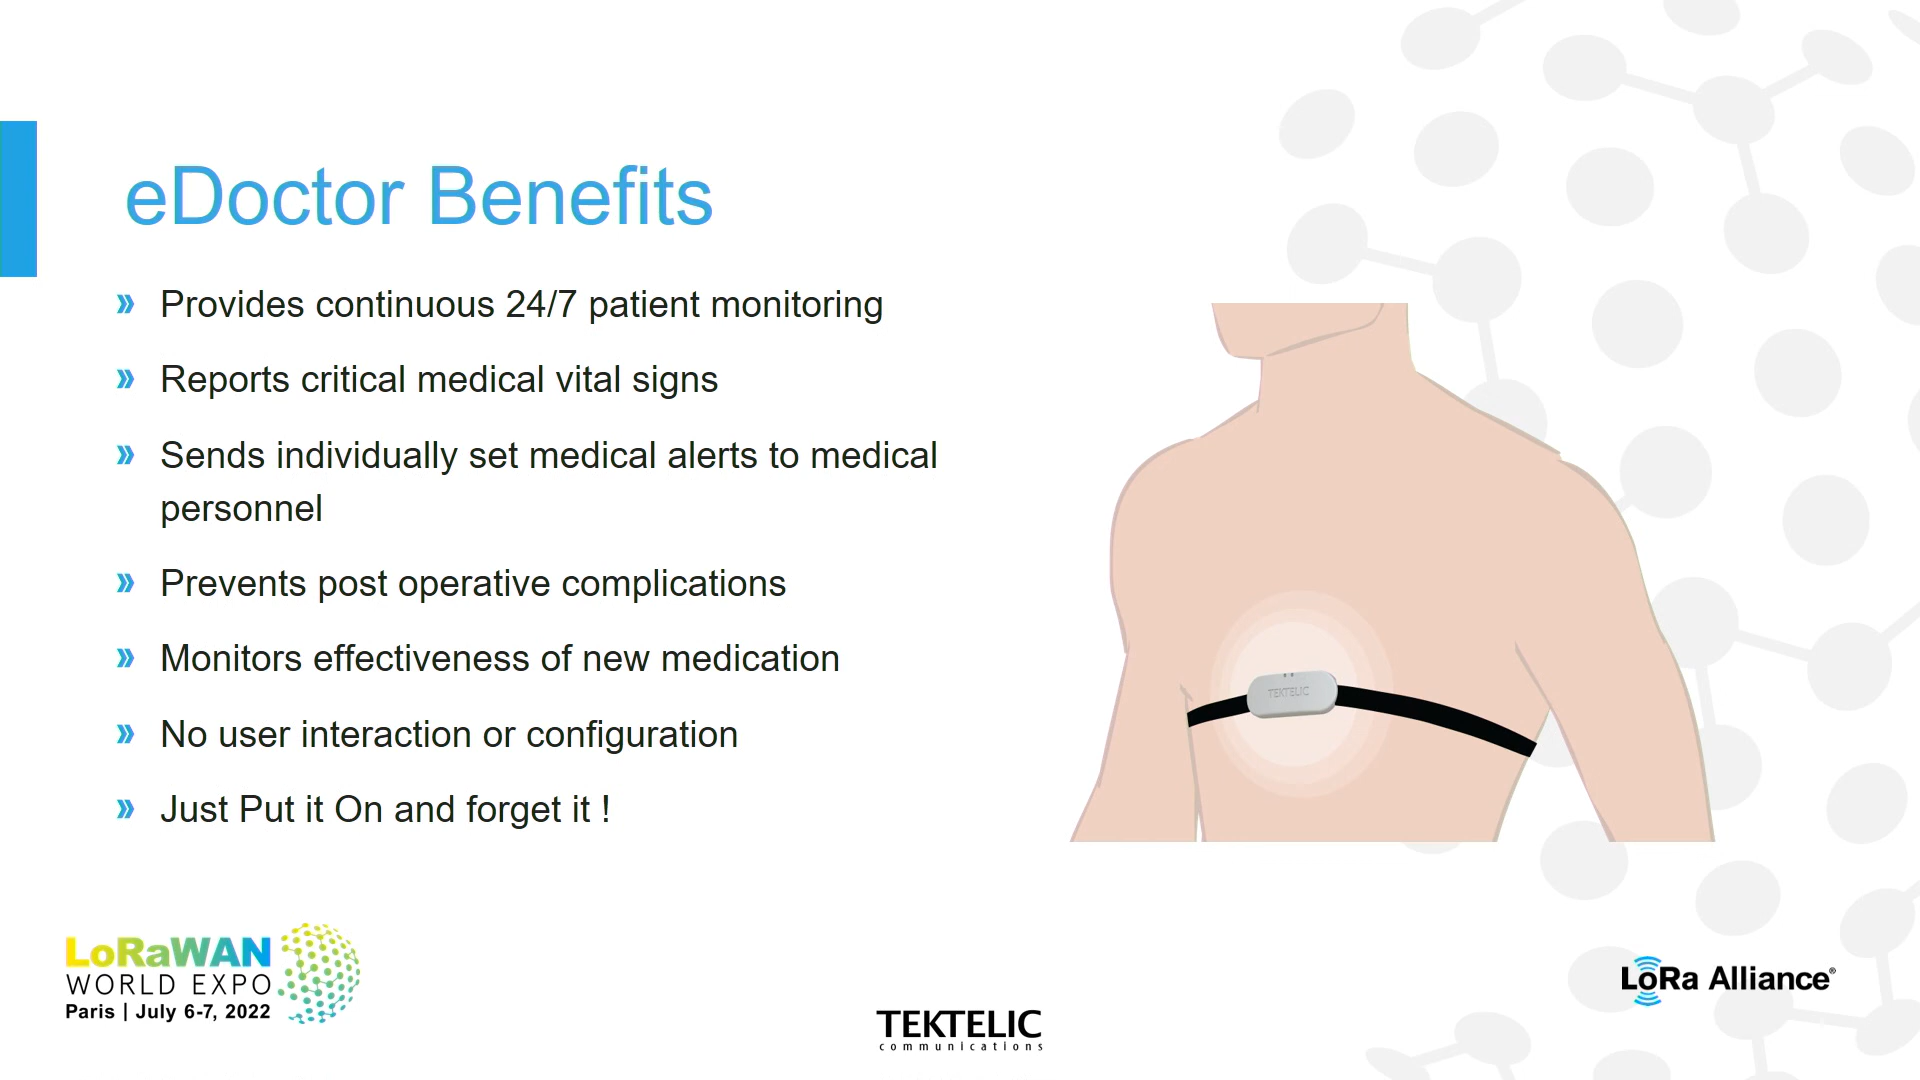 eDoctor Benefits
» Provides continuous 24/7 patient monitoring
» Reports critical medical vital signs
» Sends individually set medical alerts to medical
personnel
» Prevents post operative complications
» Monitors effectiveness of new medication
» No user interaction or configuration
» Just Put it On and forget it !
TEKTELIC
LoRaWAN
WORLD EXPO
Paris | July 6-7, 2022
TEKTELIC
communications
LoRa Alliance®